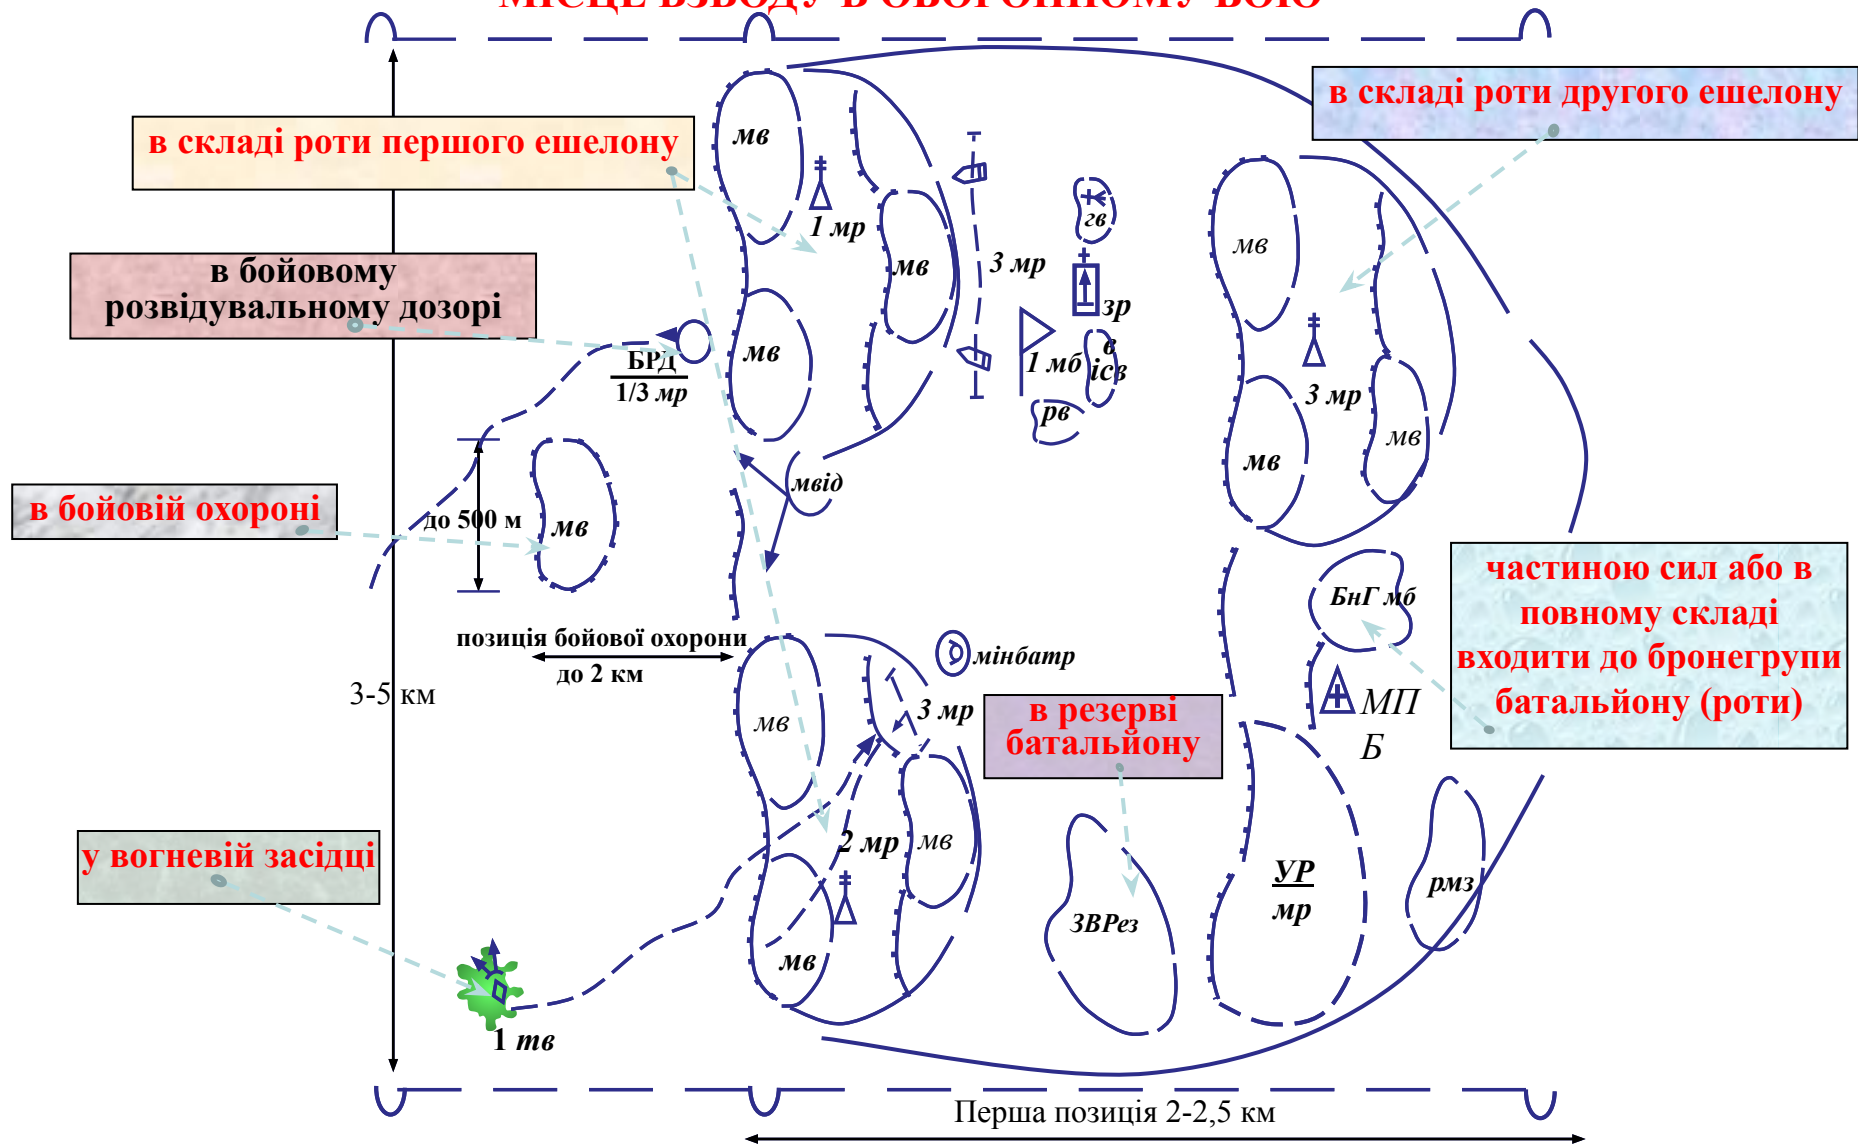 МІСЦЕ ВЗВОДУ В ОБОРОННОМУ БОЮ
в складі роти першого ешелону
в складі роти другого ешелону
в бойовому
розвідувальному дозорі
в бойовій охороні
у вогневій засідці
в резерві
батальйону
частиною сил або в
повному складі
входити до бронегрупи
батальйону (роти)
мв
1 мр
мв
мв
3 мр
гв
зр
в
1 мб
ісв
рв
мв
3 мр
мв
мв
БРД
1/3 мр
до 500 м
мв
мвід
позиція бойової охорони
до 2 км
3-5 км
мінбатр
БнГ мб
МП
Б
мв
3 мр
2 мр
мв
мв
ЗВРез
УР
мр
рмз
1 тв
Перша позиція 2-2,5 км